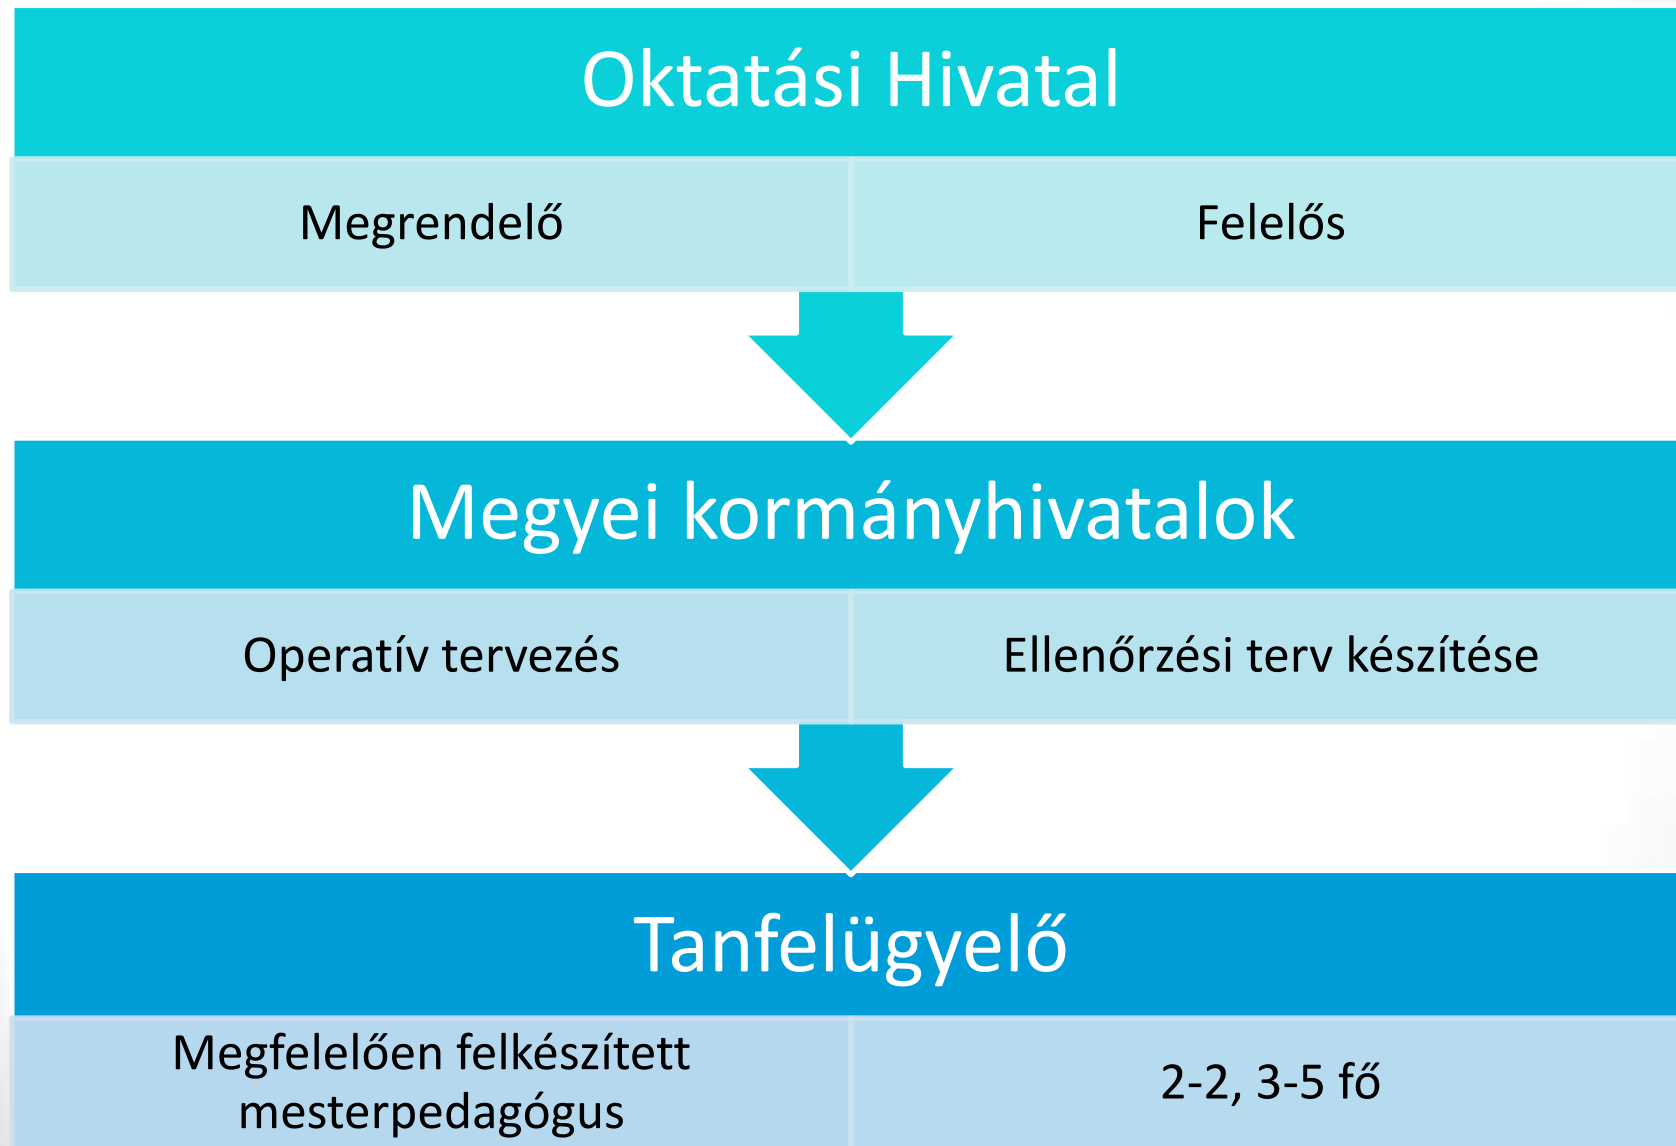 Oktatási Hivatal
Megrendelő
Felelős
Megyei kormányhivatalok
Operatív tervezés
Ellenőrzési terv készítése
Tanfelügyelő
Megfelelően felkészített
mesterpedagógus
2-2, 3-5 fő